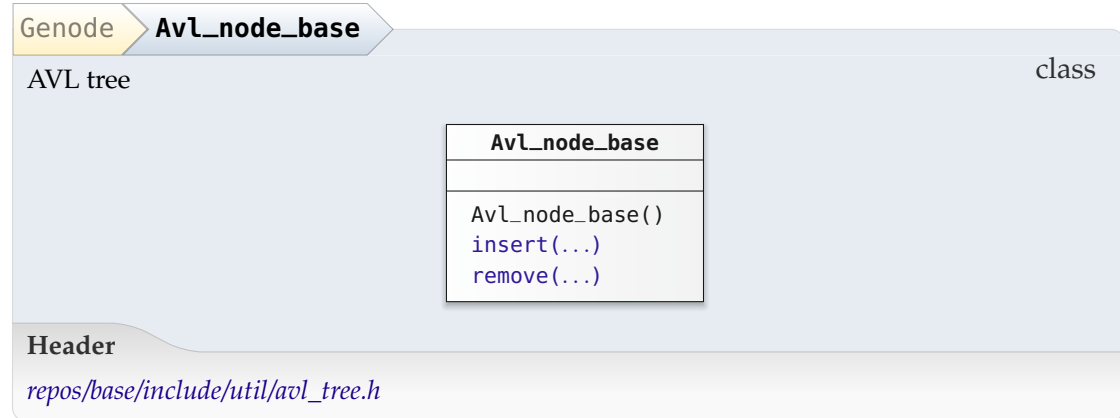 Genode Avl_node_base
AVL tree
class
Avl_node_base
Avl_node_base()
insert(...)
remove(...)
Header
repos/base/include/util/avl_tree.h